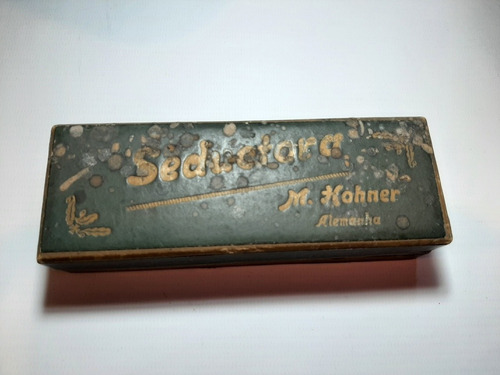 "Seductora"
M. Hohner
Alemanha